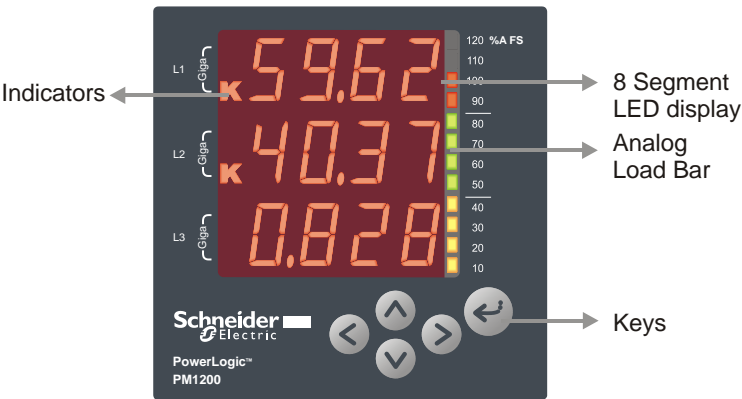 120 %A FS
L1 Giga K 59.62 110
100
90
Indicators
8 Segment
LED display
80
L2 Giga K 40.37 70
60
50
Analog
Load Bar
40
L3 Giga 0.828 30
20
10
Schneider
Electric
PowerLogic™
PM1200
Keys